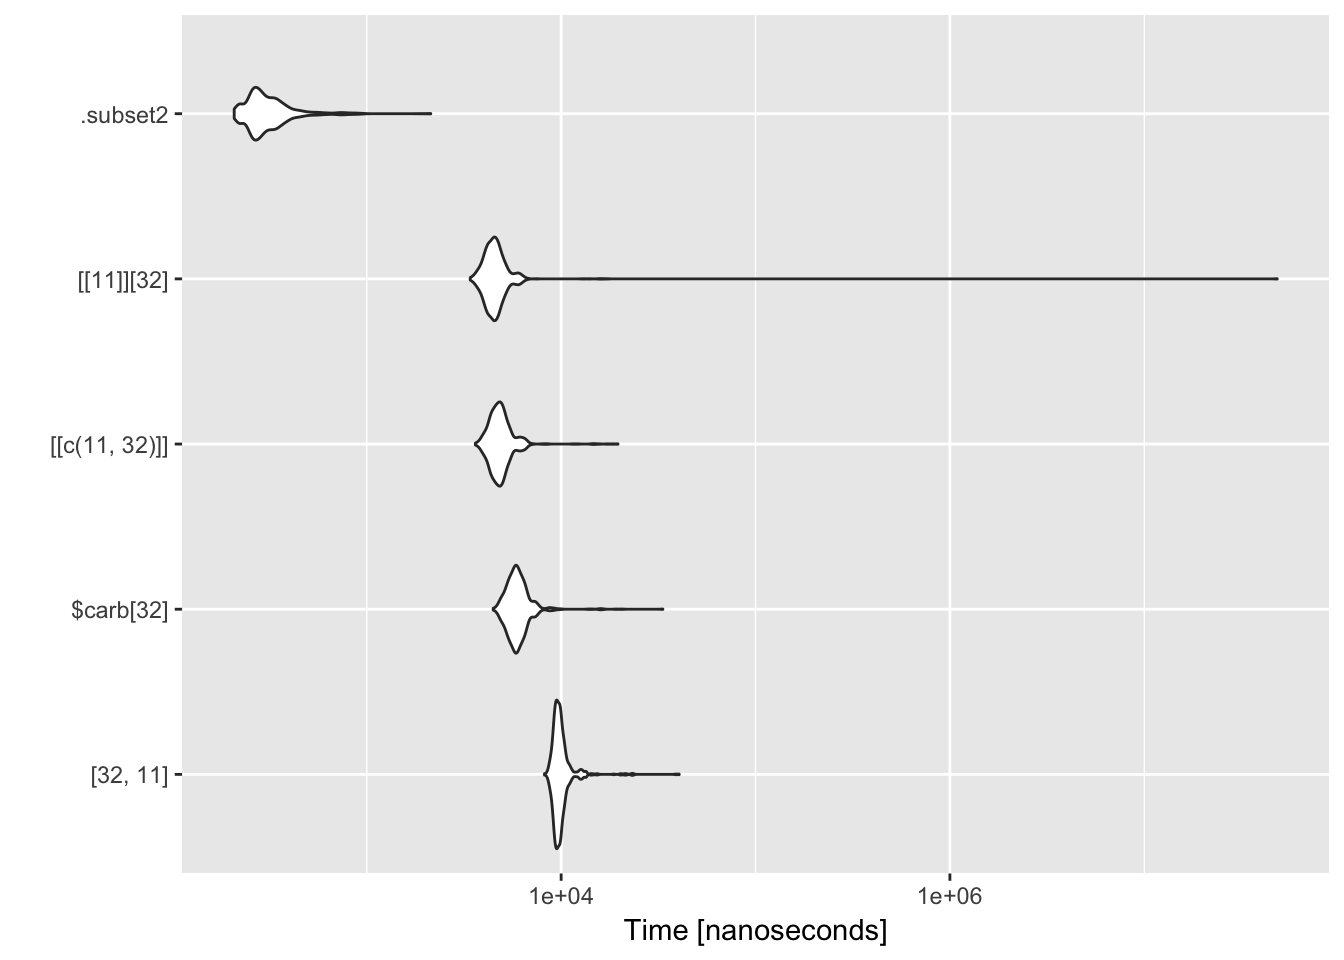 .subset2
[[11]][32]
[[c(11, 32)]]
$carb[32]
[32, 11]
1e+04 1e+06
Time [nanoseconds]